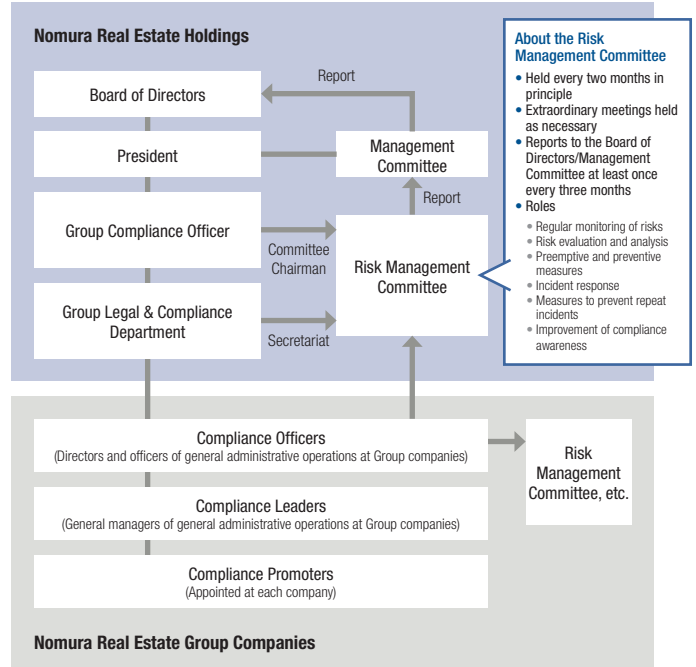 Nomura Real Estate Holdings
Board of Directors
Report
President
Management
Committee
Report
Group Compliance Officer
Committee
Chairman
Risk Management
Committee
Group Legal & Compliance
Department
Secretariat
About the Risk
Management Committee
• Held every two months in
principle
• Extraordinary meetings held
as necessary
• Reports to the Board of
Directors/Management
Committee at least once
every three months
• Roles
• Regular monitoring of risks
• Risk evaluation and analysis
• Preemptive and preventive
measures
• Incident response
• Measures to prevent repeat
incidents
• Improvement of compliance
awareness
Compliance Officers
(Directors and officers of general administrative operations at Group companies)
Risk
Management
Committee, etc.
Compliance Leaders
(General managers of general administrative operations at Group companies)
Compliance Promoters
(Appointed at each company)
Nomura Real Estate Group Companies